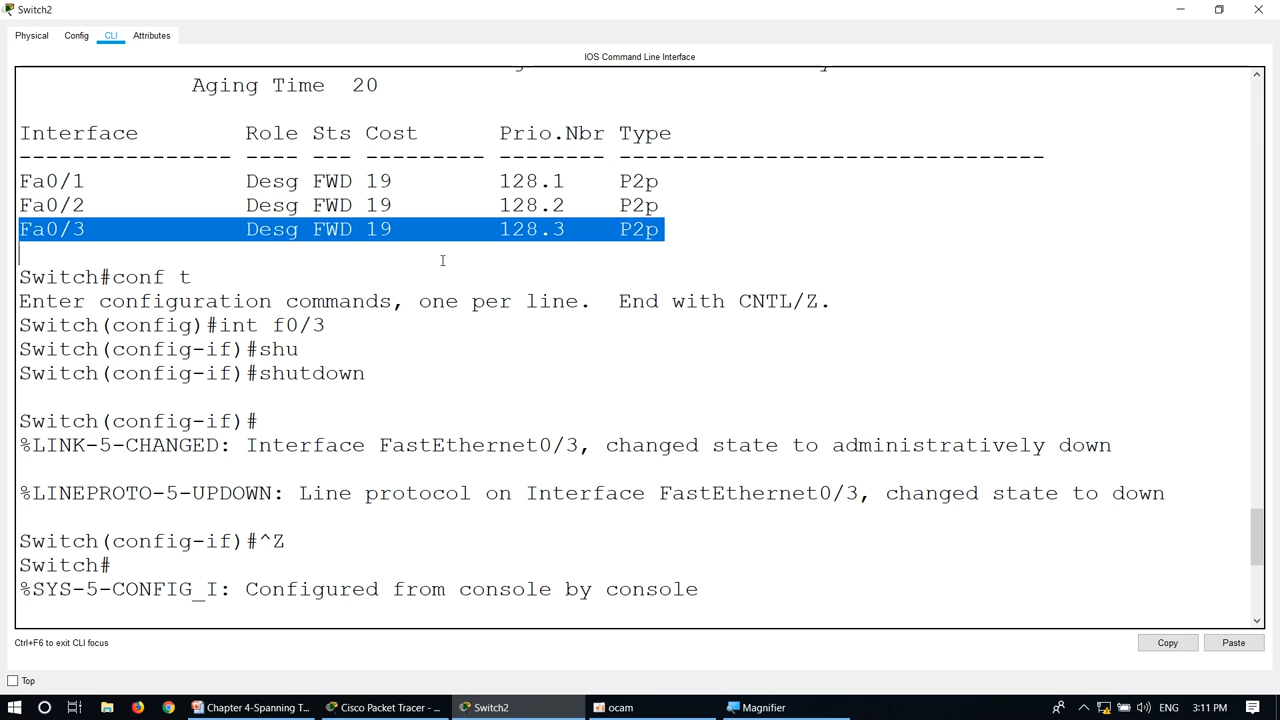 Switch2
Physical Config CLI Attributes
IOS Command Line Interface
Aging Time 20
Interface Role Sts Cost Prio.Nbr Type
---------------- ---- --- --------- -------- --------------------------------
Fa0/1 Desg FWD 19 128.1 P2p
Fa0/2 Desg FWD 19 128.2 P2p
Fa0/3 Desg FWD 19 128.3 P2p
Switch#conf t
Enter configuration commands, one per line. End with CNTL/Z.
Switch(config)#int f0/3
Switch(config-if)#shu
Switch(config-if)#shutdown
Switch(config-if)#
%LINK-5-CHANGED: Interface FastEthernet0/3, changed state to administratively down
%LINEPROTO-5-UPDOWN: Line protocol on Interface FastEthernet0/3, changed state to down
Switch(config-if)#^Z
Switch#
%SYS-5-CONFIG_I: Configured from console by console
Ctrl+F6 to exit CLI focus
Copy Paste
Top
Chapter 4-Spanning T... Cisco Packet Tracer - ... Switch2 ocam Magnifier ENG 3:11 PM